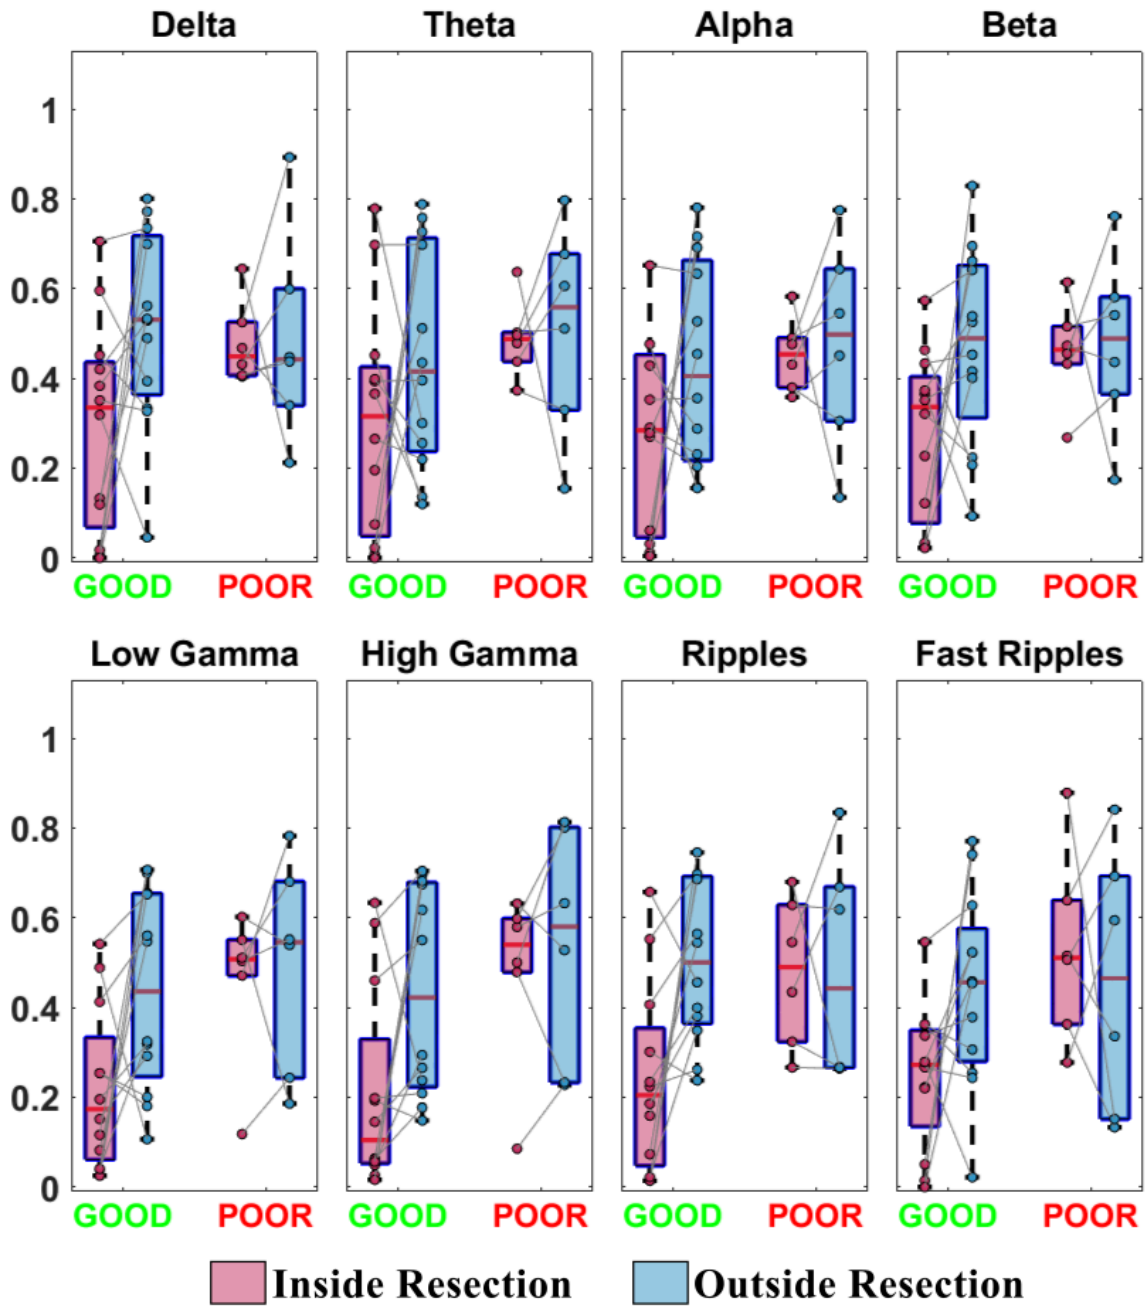 Delta Theta Alpha Beta
1
0.8
0.6
0.4
0.2
0
GOOD POOR GOOD POOR GOOD POOR GOOD POOR
Low Gamma High Gamma Ripples Fast Ripples
1
0.8
0.6
0.4
0.2
0
GOOD POOR GOOD POOR GOOD POOR GOOD POOR
Inside Resection Outside Resection